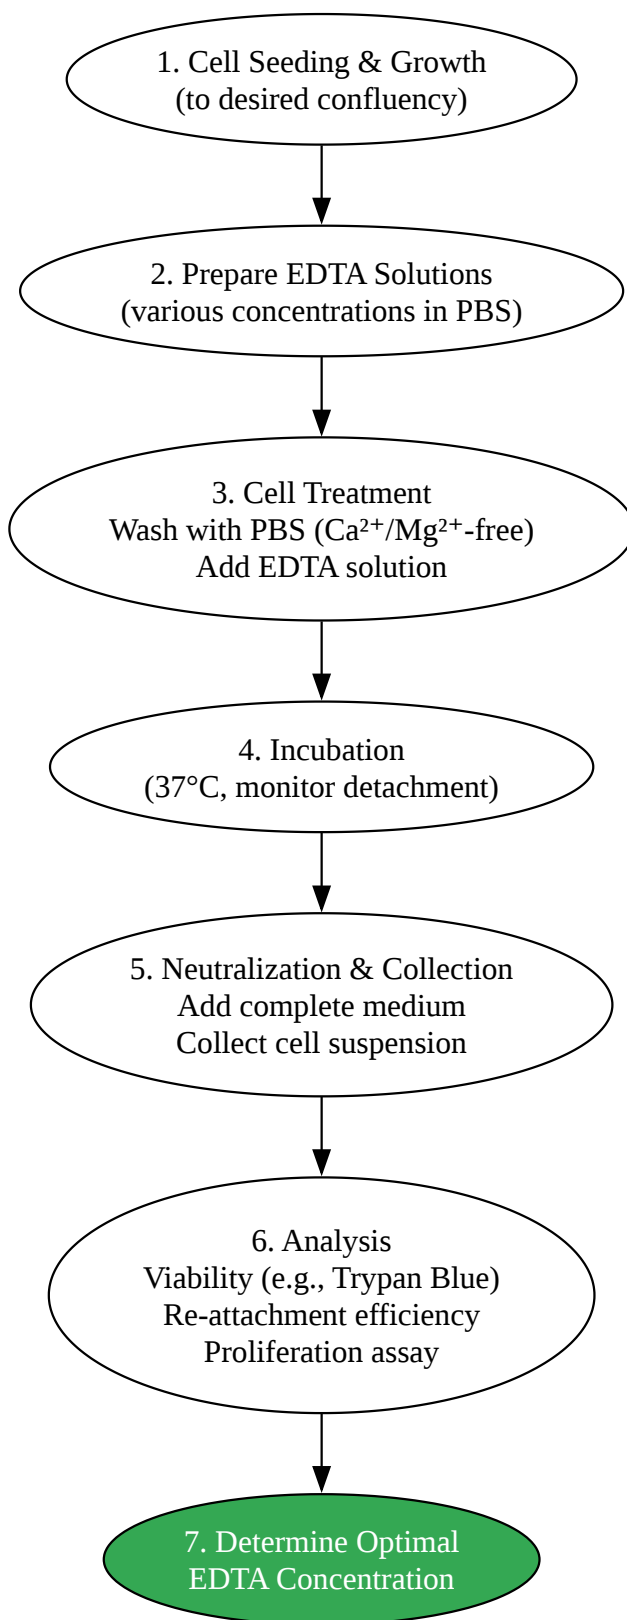 1. Cell Seeding & Growth
(to desired confluency)
2. Prepare EDTA Solutions
(various concentrations in PBS)
3. Cell Treatment
Wash with PBS (Ca²⁺/Mg²⁺-free)
Add EDTA solution
4. Incubation
(37°C, monitor detachment)
5. Neutralization & Collection
Add complete medium
Collect cell suspension
6. Analysis
Viability (e.g., Trypan Blue)
Re-attachment efficiency
Proliferation assay
7. Determine Optimal
EDTA Concentration